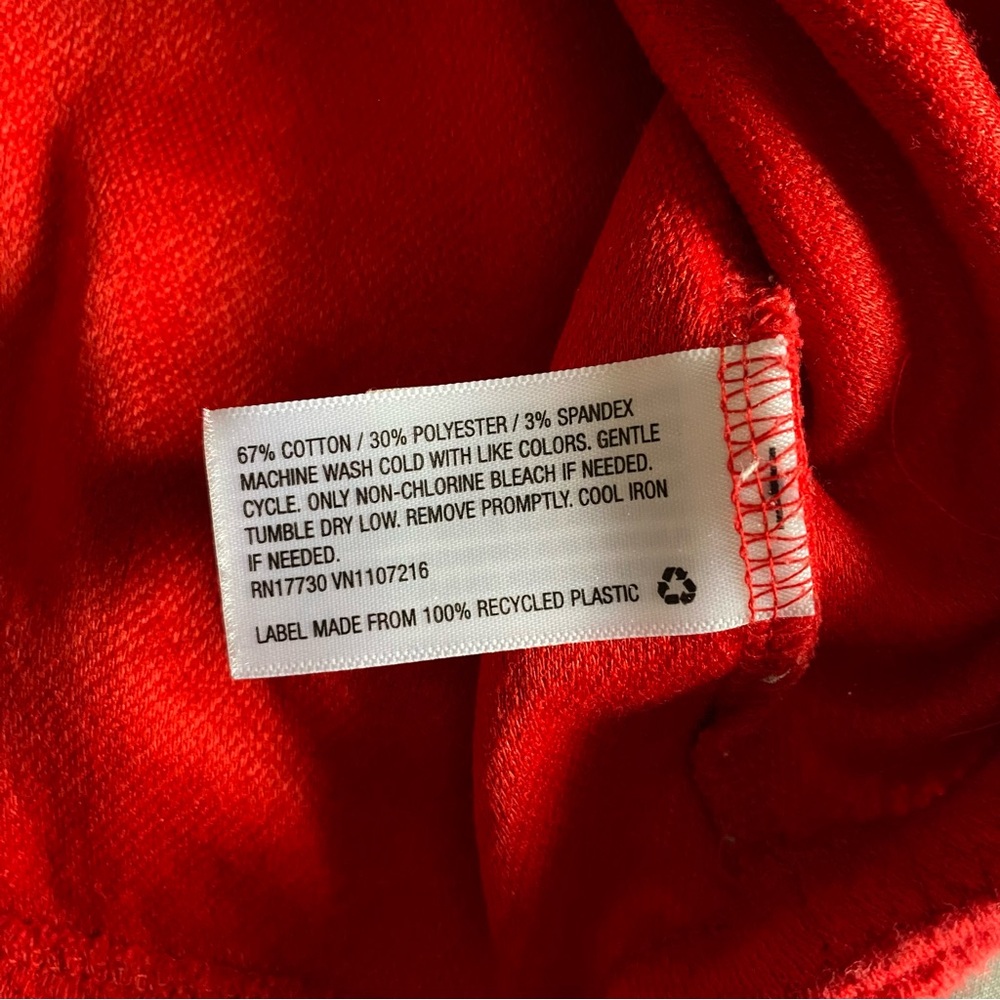 67% COTTON / 30% POLYESTER / 3% SPANDEX
MACHINE WASH COLD WITH LIKE COLORS. GENTLE
CYCLE. ONLY NON-CHLORINE BLEACH IF NEEDED.
TUMBLE DRY LOW. REMOVE PROMPTLY. COOL IRON
IF NEEDED.
RN17730 VN1107216
LABEL MADE FROM 100% RECYCLED PLASTIC